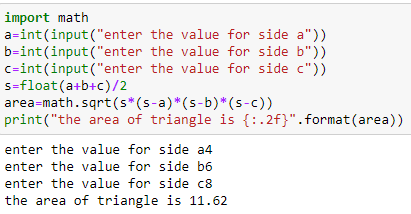 import math
a=int(input("enter the value for side a"))
b=int(input("enter the value for side b"))
c=int(input("enter the value for side c"))
s=float(a+b+c)/2
area=math.sqrt(s*(s-a)*(s-b)*(s-c))
print("the area of triangle is {:.2f}".format(area))
enter the value for side a4
enter the value for side b6
enter the value for side c8
the area of triangle is 11.62